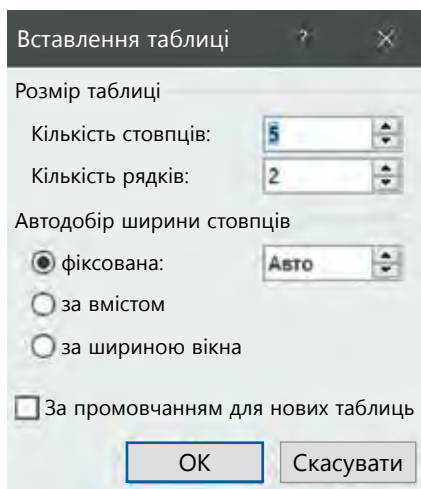 Вставлення таблиці ? ×
Розмір таблиці
Кількість стовпців: 5
Кількість рядків: 2
Автодобір ширини стовпців
фіксована: Авто
за вмістом
за шириною вікна
За промовчанням для нових таблиць
ОК Скасувати